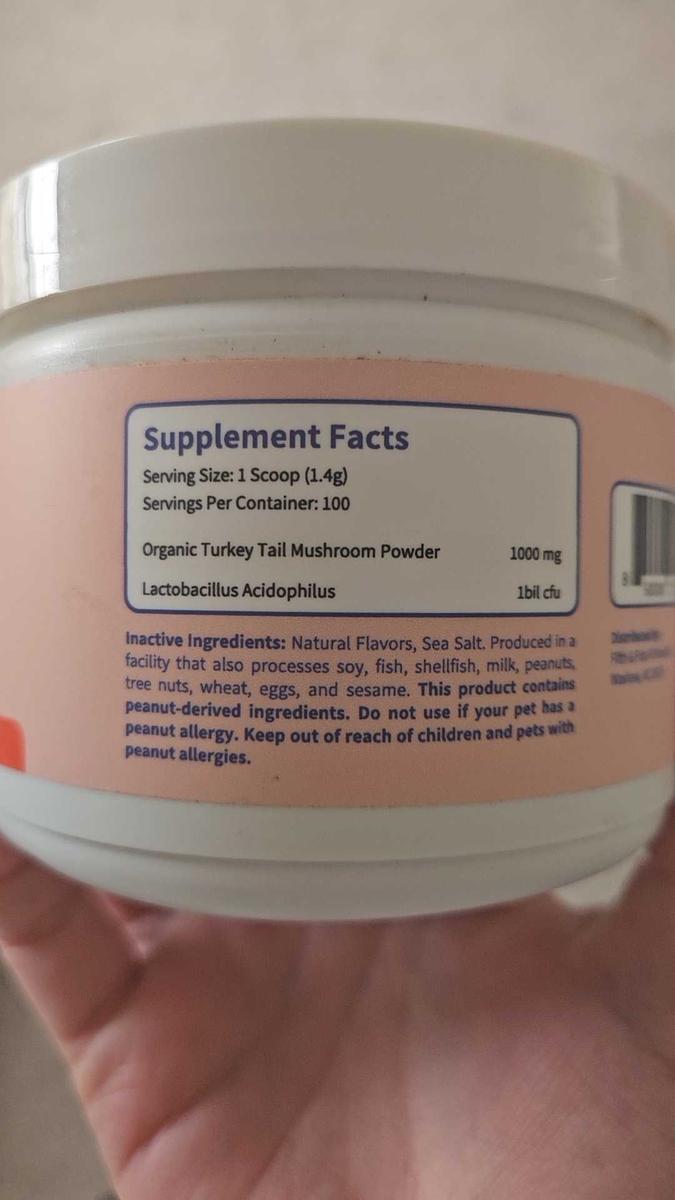 Supplement Facts
Serving Size: 1 Scoop (1.4g)
Servings Per Container: 100
Organic Turkey Tail Mushroom Powder 1000 mg
Lactobacillus Acidophilus 1bil cfu
Inactive Ingredients: Natural Flavors, Sea Salt. Produced in a
facility that also processes soy, fish, shellfish, milk, peanuts,
tree nuts, wheat, eggs, and sesame. This product contains
peanut-derived ingredients. Do not use if your pet has a
peanut allergy. Keep out of reach of children and pets with
peanut allergies.
8